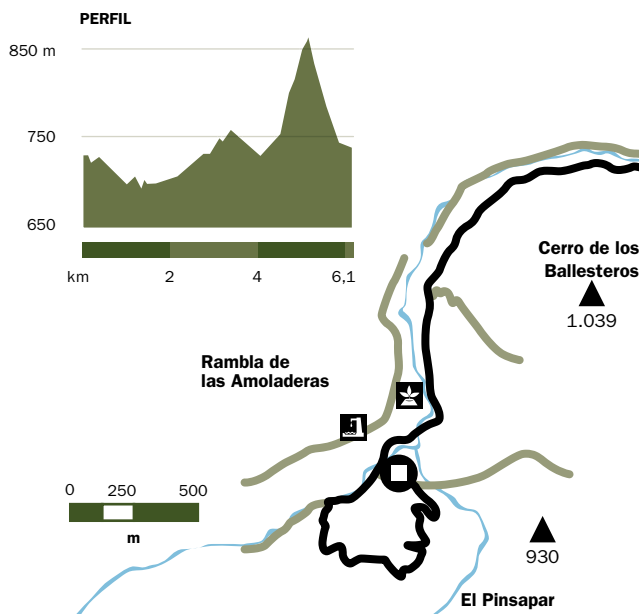 PERFIL
850 m
750
650
km
2
4
6,1
Cerro de los
Ballesteros
1.039
Rambla de
las Amoladeras
0
250
500
m
930
El Pinsapar